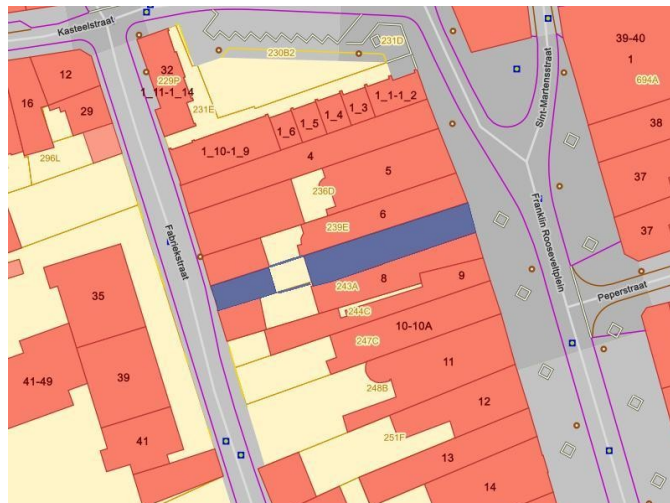 Kasteelstraat
231D
39-40
230B2
32
1
12
229P
694A
1_11-1_14
16
29
231E
1_1-1_2
1_3
1_4
1_5
1_6
38
Sint-Martensstraat
1_10-1_9
4
296L
5
37
236D
6
37
239E
Franklin Rooseveltplein
Fabriekstraat
8
9
35
243A
Peperstraat
244C
10-10A
247C
11
39
41-49
248B
12
251F
41
13
14